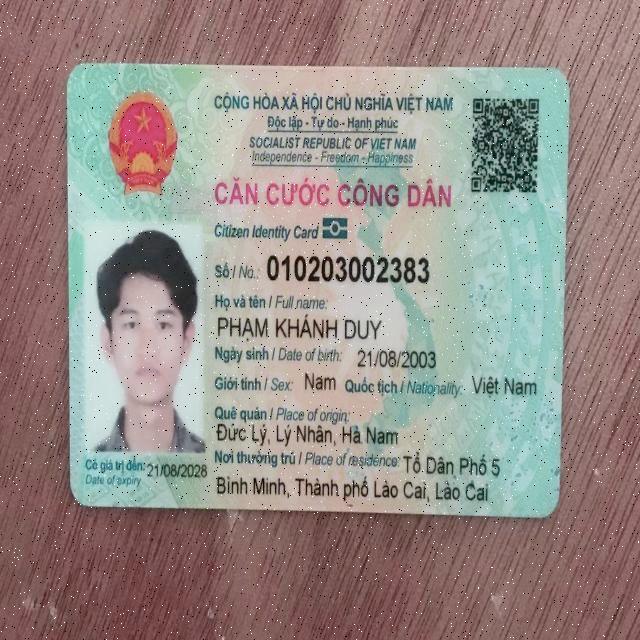 CỘNG HÒA XÃ HỘI CHỦ NGHĨA VIỆT NAM
Độc lập - Tự do - Hạnh phúc
SOCIALIST REPUBLIC OF VIET NAM
Independence - Freedom - Happiness
CĂN CƯỚC CÔNG DÂN
Citizen Identity Card
Số / No.: 010203002383
Họ và tên / Full name:
PHẠM KHÁNH DUY
Ngày sinh / Date of birth: 21/08/2003
Giới tính / Sex: Nam Quốc tịch / Nationality: Việt Nam
Quê quán / Place of origin:
Đức Lý, Lý Nhân, Hà Nam
Nơi thường trú / Place of residence: Tổ Dân Phố 5
Bình Minh, Thành phố Lào Cai, Lào Cai
Có giá trị đến: 21/08/2028
Date of expiry